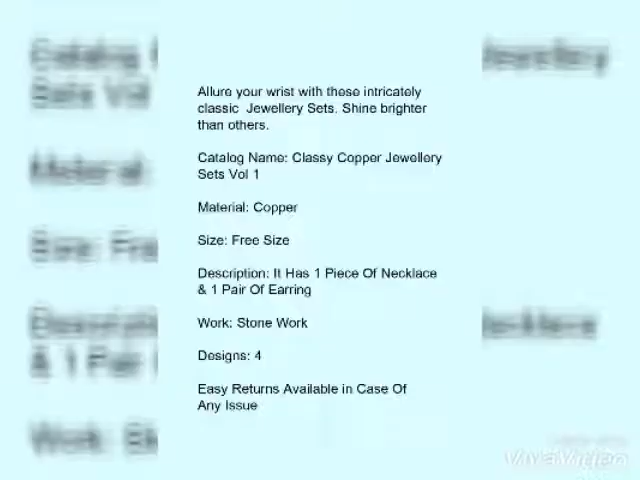 Allure your wrist with these intricately
classic  Jewellery Sets. Shine brighter
than others.
Catalog Name: Classy Copper Jewellery
Sets Vol 1
Material: Copper
Size: Free Size
Description: It Has 1 Piece Of Necklace
& 1 Pair Of Earring
Work: Stone Work
Designs: 4
Easy Returns Available in Case Of
Any Issue
VivaVideo